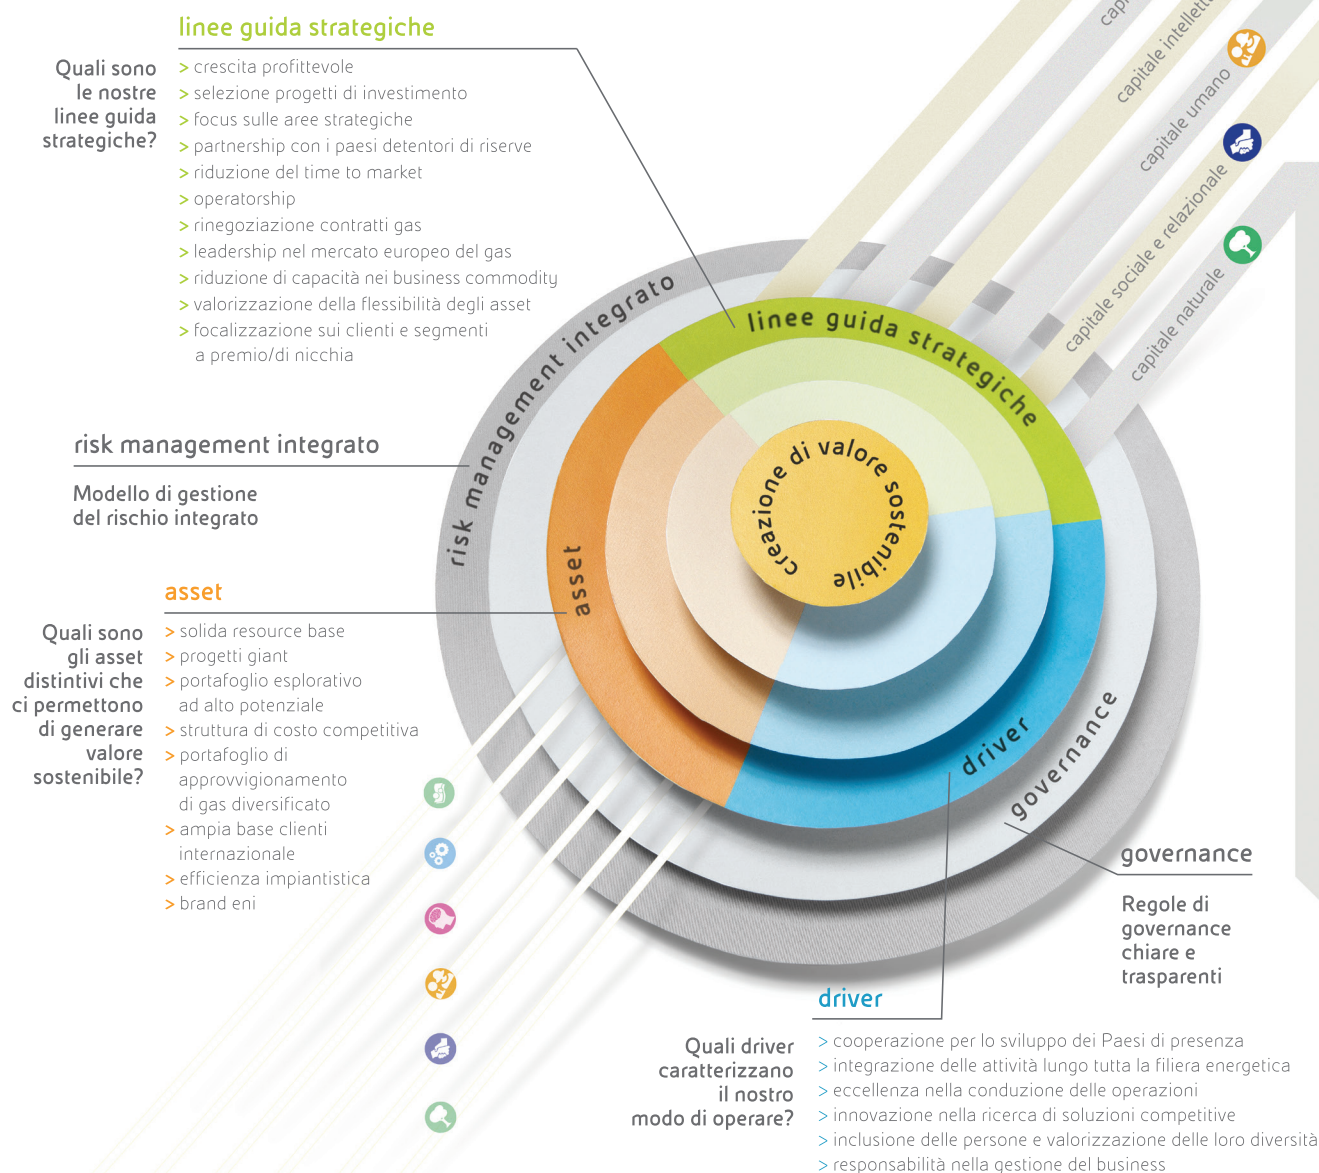 linee guida strategiche
Quali sono
le nostre
linee guida
strategiche?
> crescita profittevole
> selezione progetti di investimento
> focus sulle aree strategiche
> partnership con i paesi detentori di riserve
> riduzione del time to market
> operatorship
> rinegoziazione contratti gas
> leadership nel mercato europeo del gas
> riduzione di capacità nei business commodity
> valorizzazione della flessibilità degli asset
> focalizzazione sui clienti e segmenti
a premio/di nicchia
capitale umano
capitale sociale e relazionale
capitale naturale
risk management integrato
linee guida strategiche
creazione di valore sostenibile
asset
driver
governance
risk management integrato
Modello di gestione
del rischio integrato
asset
Quali sono
gli asset
distintivi che
ci permettono
di generare
valore
sostenibile?
> solida resource base
> progetti giant
> portafoglio esplorativo
ad alto potenziale
> struttura di costo competitiva
> portafoglio di
approvvigionamento
di gas diversificato
> ampia base clienti
internazionale
> efficienza impiantistica
> brand eni
governance
Regole di
governance
chiare e
trasparenti
driver
Quali driver
caratterizzano
il nostro
modo di operare?
> cooperazione per lo sviluppo dei Paesi di presenza
> integrazione delle attività lungo tutta la filiera energetica
> eccellenza nella conduzione delle operazioni
> innovazione nella ricerca di soluzioni competitive
> inclusione delle persone e valorizzazione delle loro diversità
> responsabilità nella gestione del business